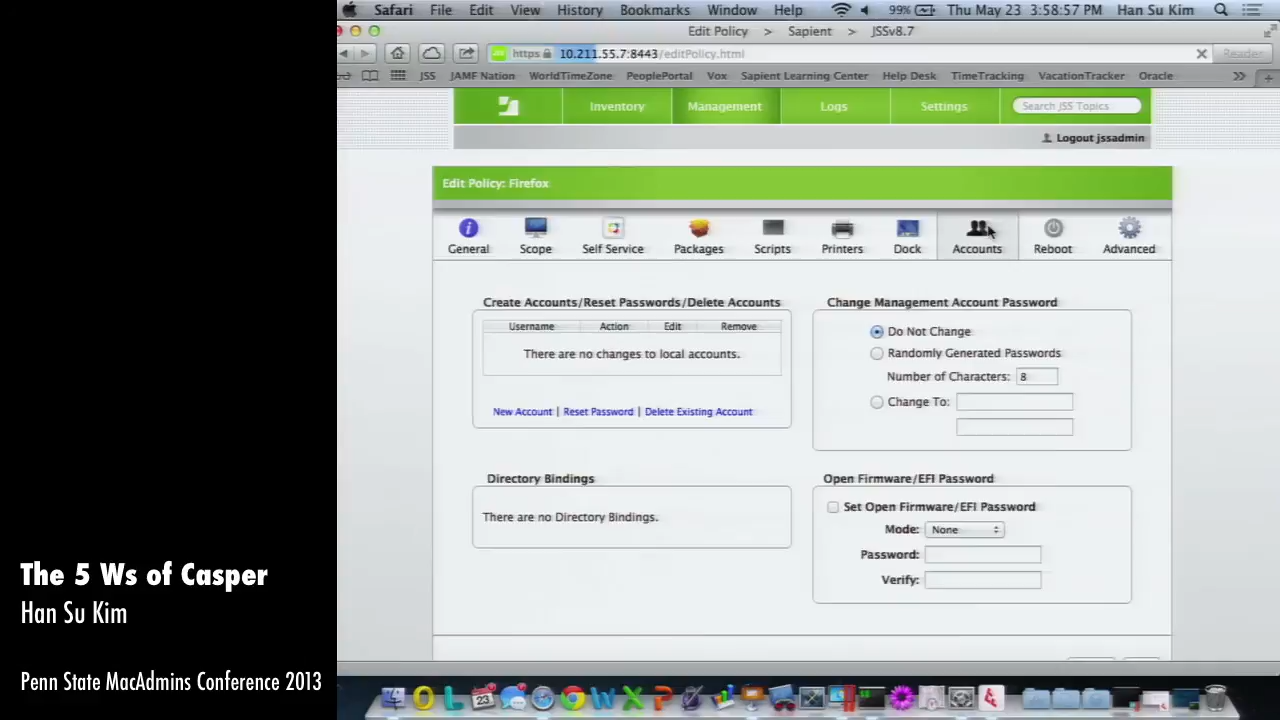 Safari File Edit View History Bookmarks Window Help 99% Thu May 23 3:58:57 PM Han Su Kim
Edit Policy > Sapient > JSSv8.7
https 10.211.55.7:8443/editPolicy.html Reader
JSS JAMF Nation WorldTimeZone PeoplePortal Vox Sapient Learning Center Help Desk TimeTracking VacationTracker Oracle
Inventory Management Logs Settings Search JSS Topics
Logout jssadmin
Edit Policy: Firefox
General Scope Self Service Packages Scripts Printers Dock Accounts Reboot Advanced
Create Accounts/Reset Passwords/Delete Accounts
Username Action Edit Remove
There are no changes to local accounts.
New Account | Reset Password | Delete Existing Account
Change Management Account Password
Do Not Change
Randomly Generated Passwords
Number of Characters: 8
Change To:
Directory Bindings
There are no Directory Bindings.
Open Firmware/EFI Password
Set Open Firmware/EFI Password
Mode: None
Password:
Verify:
The 5 Ws of Casper
Han Su Kim
Penn State MacAdmins Conference 2013
23